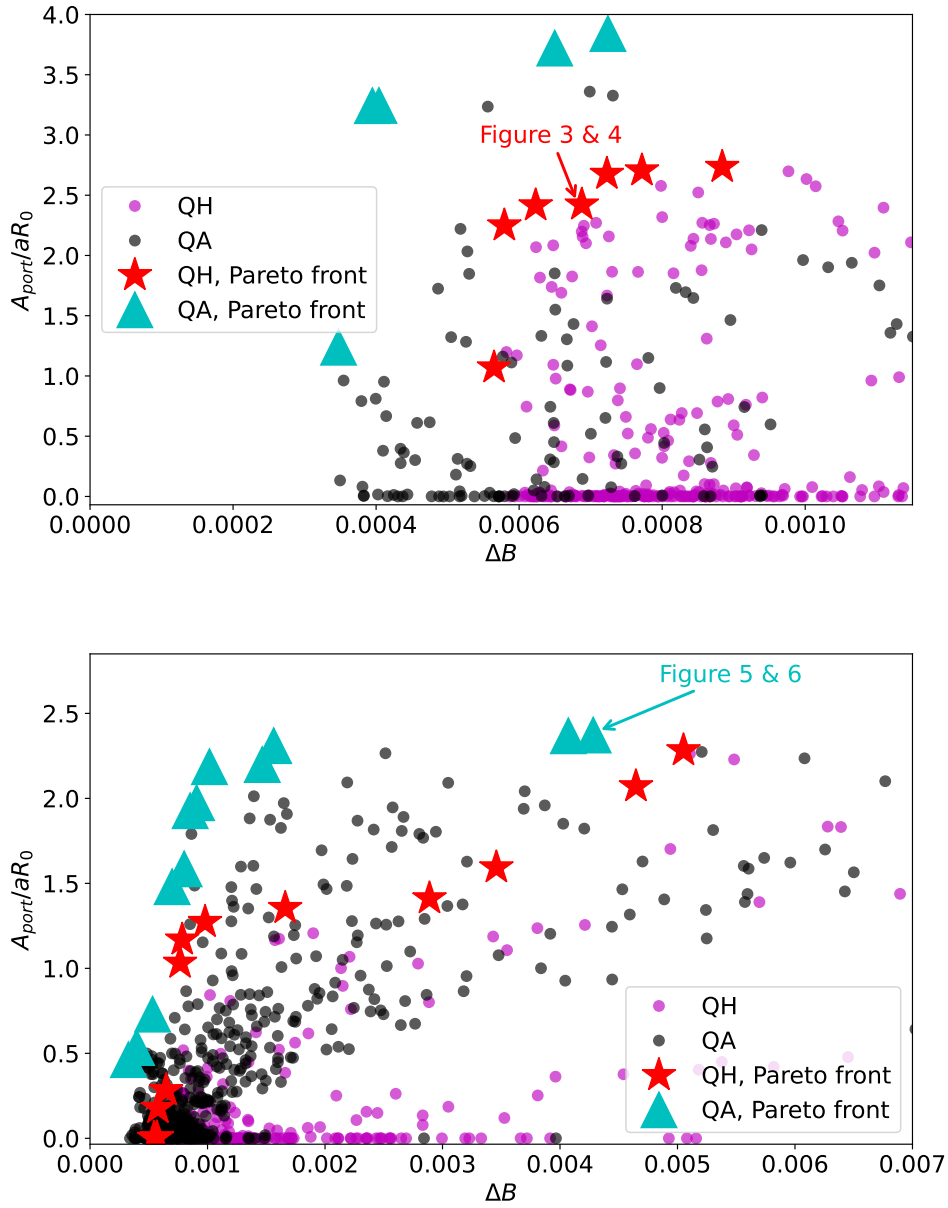 4.0
3.5
3.0
2.5
2.0
1.5
1.0
0.5
0.0
A_port/aR_0
Figure 3 & 4
QH
QA
QH, Pareto front
QA, Pareto front
0.0000 0.0002 0.0004 0.0006 0.0008 0.0010
ΔB
2.5
2.0
1.5
1.0
0.5
0.0
A_port/aR_0
Figure 5 & 6
QH
QA
QH, Pareto front
QA, Pareto front
0.000 0.001 0.002 0.003 0.004 0.005 0.006 0.007
ΔB